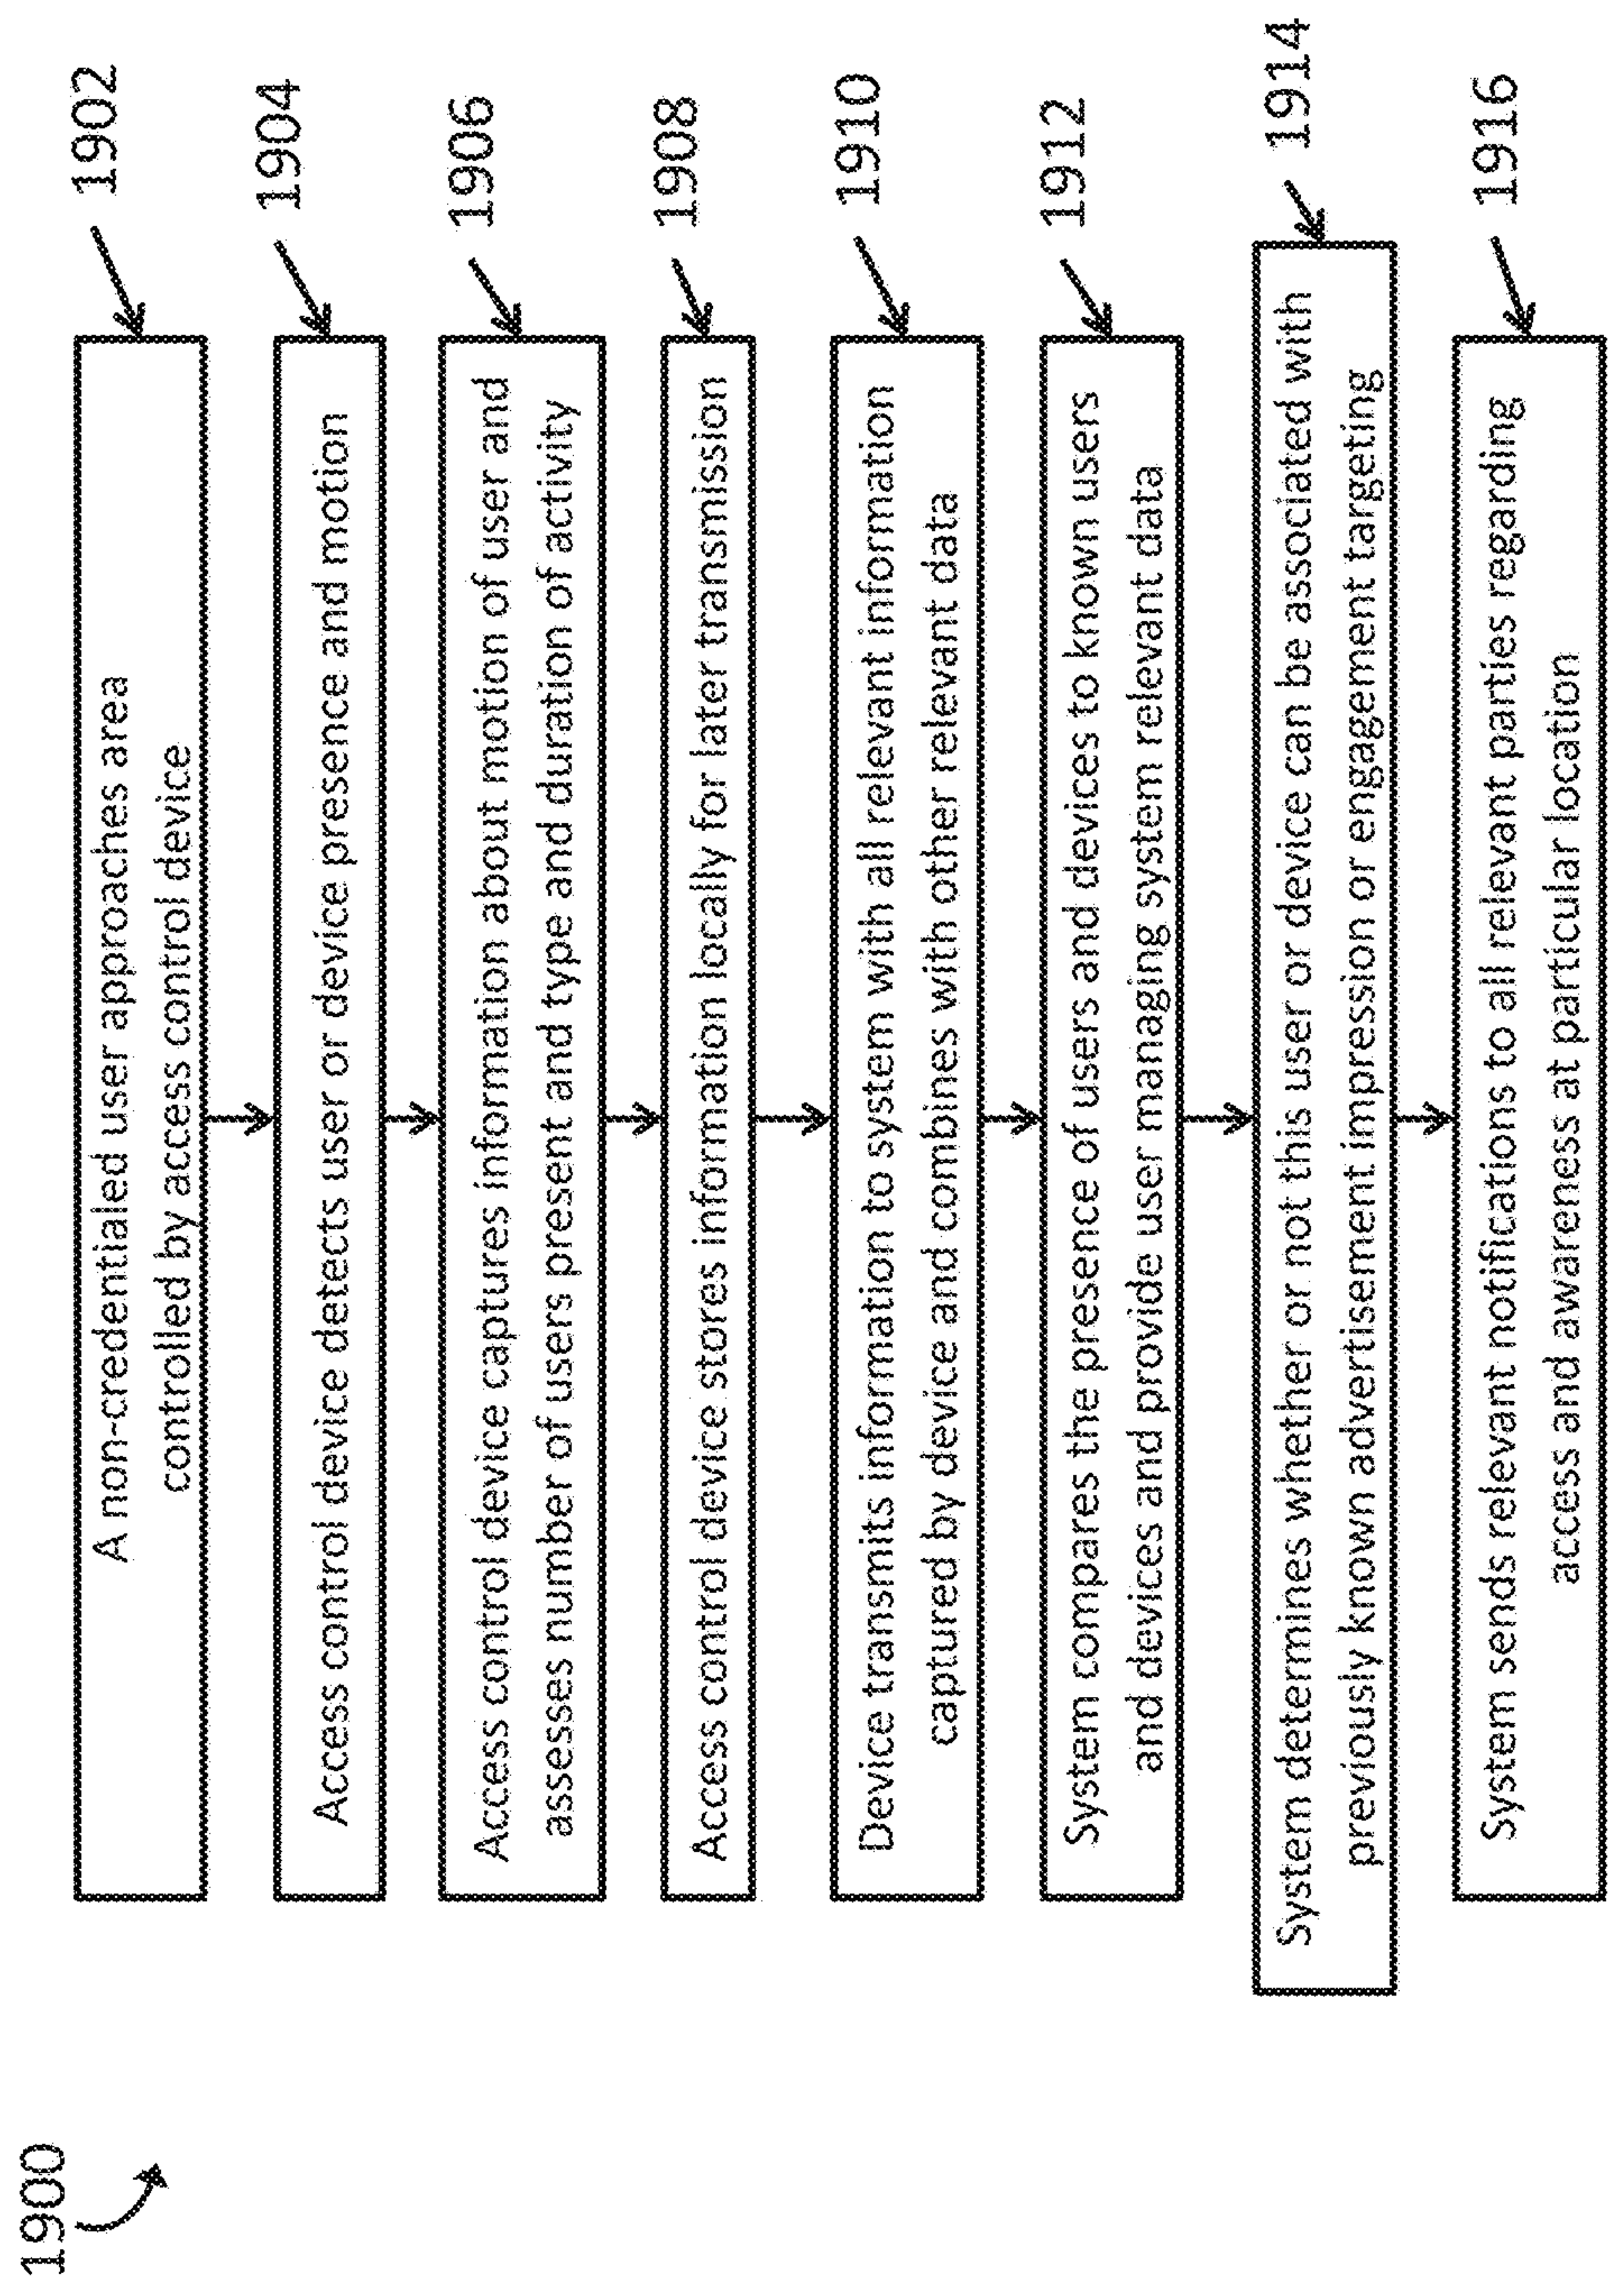 1900
A non-credentialed user approaches area
controlled by access control device
1902
Access control device detects user or device presence and motion
1904
Access control device captures information about motion of user and
assesses number of users present and type and duration of activity
1906
Access control device stores information locally for later transmission
1908
Device transmits information to system with all relevant information
captured by device and combines with other relevant data
1910
System compares the presence of users and devices to known users
and devices and provide user managing system relevant data
1912
System determines whether or not this user or device can be associated with
previously known advertisement impression or engagement targeting
1914
System sends relevant notifications to all relevant parties regarding
access and awareness at particular location
1916